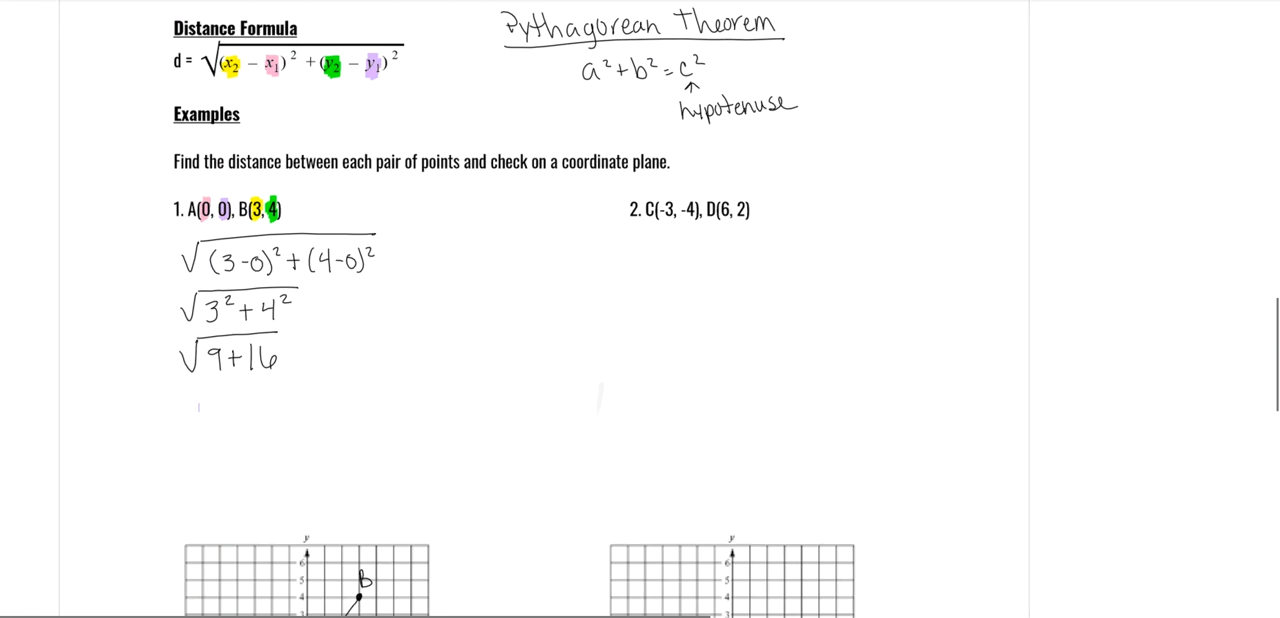 Distance Formula
d = √(x₂ − x₁)² + (y₂ − y₁)²
Pythagorean Theorem
a² + b² = c²
↑
hypotenuse
Examples
Find the distance between each pair of points and check on a coordinate plane.
1. A(0, 0), B(3, 4)
√(3-0)² + (4-0)²
√3² + 4²
√9+16
2. C(-3, -4), D(6, 2)
y
6
5
B
4
3
y
6
5
4
3